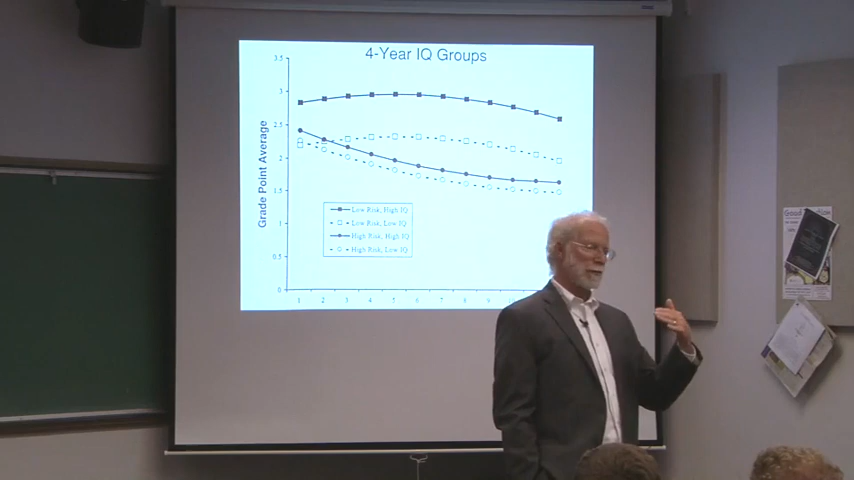 4-Year IQ Groups
3.5
3
2.5
2
1.5
1
0.5
0
Grade Point Average
Low Risk, High IQ
Low Risk, Low IQ
High Risk, High IQ
High Risk, Low IQ
1 2 3 4 5 6 7 8 9
Good